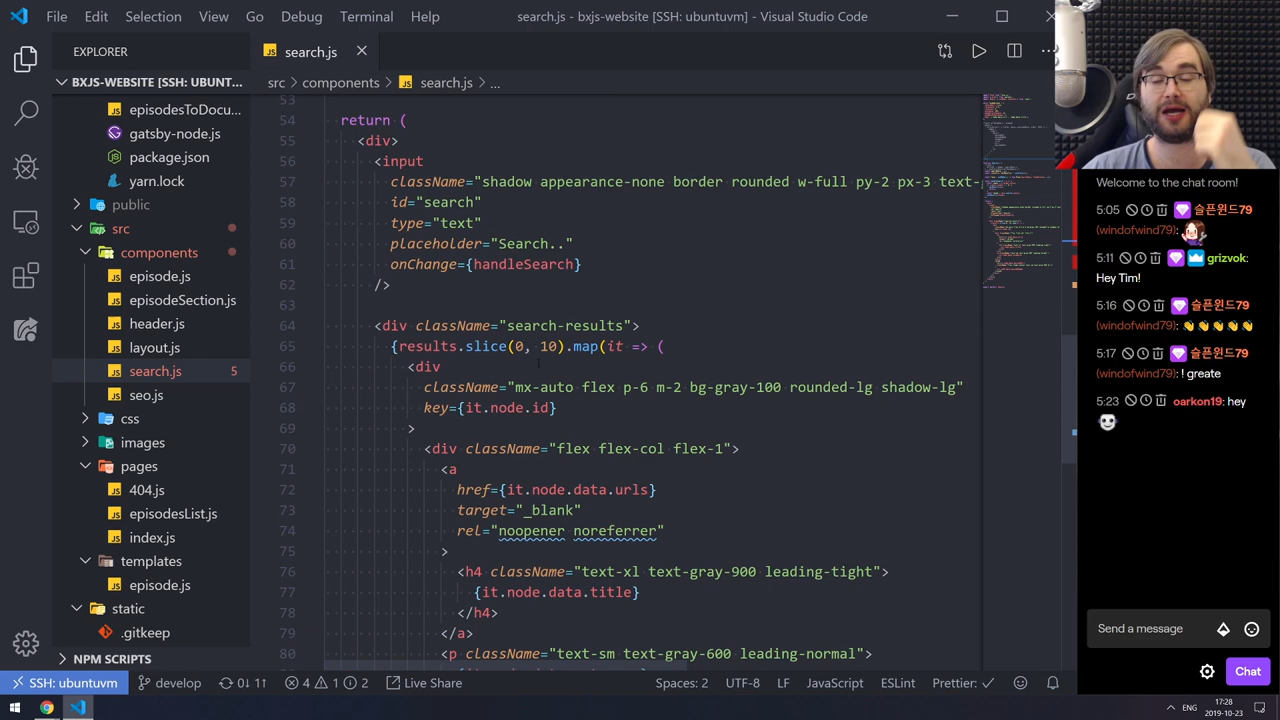 File Edit Selection View Go Debug Terminal Help
search.js - bxjs-website [SSH: ubuntuvm] - Visual Studio Code
EXPLORER
BXJS-WEBSITE [SSH: UBUNT...
episodesToDocu...
gatsby-node.js
package.json
yarn.lock
public
src
components
episode.js
episodeSection.js
header.js
layout.js
search.js 5
seo.js
css
images
pages
404.js
episodesList.js
index.js
templates
episode.js
static
.gitkeep
NPM SCRIPTS
search.js
src components search.js ...
53
54 return (
55 <div>
56 <input
57 className="shadow appearance-none border rounded w-full py-2 px-3 text-
58 id="search"
59 type="text"
60 placeholder="Search.."
61 onChange={handleSearch}
62 />
63
64 <div className="search-results">
65 {results.slice(0, 10).map(it => (
66 <div
67 className="mx-auto flex p-6 m-2 bg-gray-100 rounded-lg shadow-lg"
68 key={it.node.id}
69 >
70 <div className="flex flex-col flex-1">
71 <a
72 href={it.node.data.urls}
73 target="_blank"
74 rel="noopener noreferrer"
75 >
76 <h4 className="text-xl text-gray-900 leading-tight">
77 {it.node.data.title}
78 </h4>
79 </a>
80 <p className="text-sm text-gray-600 leading-normal">
Welcome to the chat room!
5:05 슬픈윈드79
(windofwind79):
5:11 grizvok:
Hey Tim!
5:16 슬픈윈드79
(windofwind79): 👏👏👏👏👏
5:17 슬픈윈드79
(windofwind79): ! greate
5:23 oarkon19: hey
Send a message
Chat
SSH: ubuntuvm develop 0↓ 11↑ 4 1 2 Live Share
Spaces: 2 UTF-8 LF JavaScript ESLint Prettier: ✓
ENG
17:28
2019-10-23